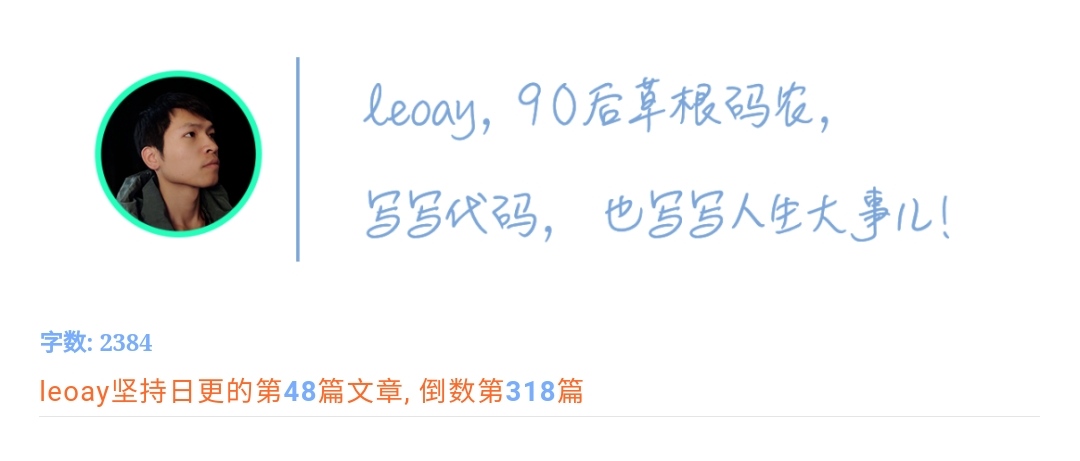 leoay, 90后草根码农,
写写代码, 也写写人生大事儿!
字数: 2384
leoay坚持日更的第48篇文章, 倒数第318篇